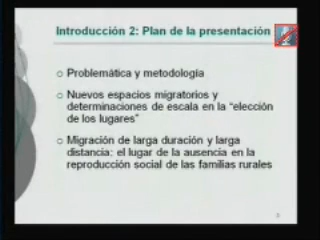 Introducción 2: Plan de la presentación
Problemática y metodología
Nuevos espacios migratorios y
determinaciones de escala en la “elección
de los lugares”
Migración de larga duración y larga
distancia: el lugar de la ausencia en la
reproducción social de las familias rurales